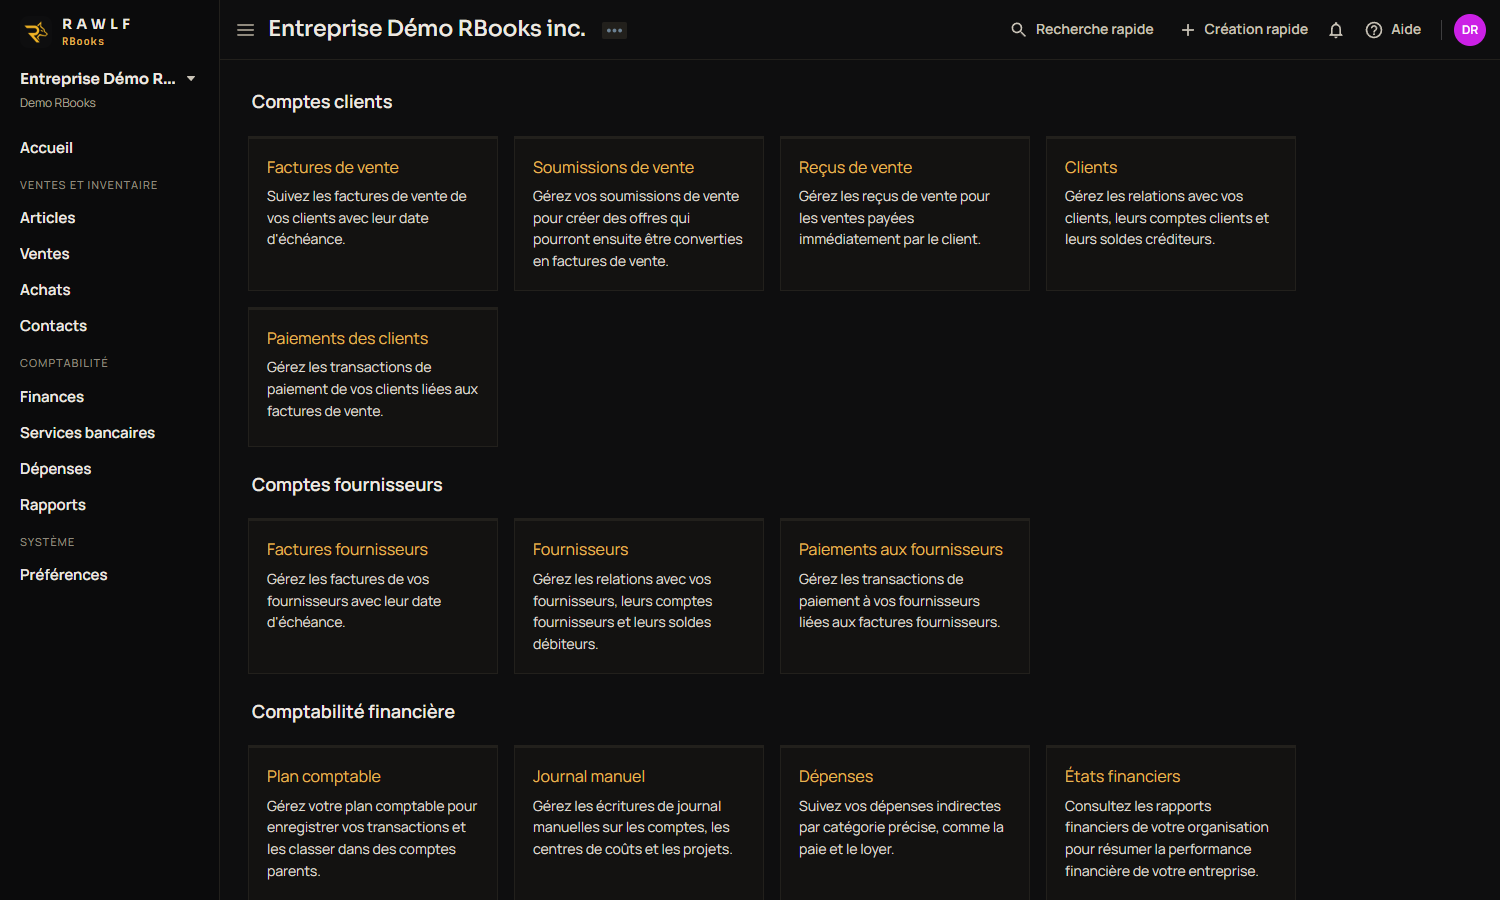 RAWLF
RBooks
Entreprise Démo R...
Demo RBooks
Accueil
VENTES ET INVENTAIRE
Articles
Ventes
Achats
Contacts
COMPTABILITÉ
Finances
Services bancaires
Dépenses
Rapports
SYSTÈME
Préférences
Entreprise Démo RBooks inc.
Recherche rapide
Création rapide
Aide
DR
Comptes clients
Factures de vente
Suivez les factures de vente de
vos clients avec leur date
d'échéance.
Soumissions de vente
Gérez vos soumissions de vente
pour créer des offres qui
pourront ensuite être converties
en factures de vente.
Reçus de vente
Gérez les reçus de vente pour
les ventes payées
immédiatement par le client.
Clients
Gérez les relations avec vos
clients, leurs comptes clients et
leurs soldes créditeurs.
Paiements des clients
Gérez les transactions de
paiement de vos clients liées aux
factures de vente.
Comptes fournisseurs
Factures fournisseurs
Gérez les factures de vos
fournisseurs avec leur date
d'échéance.
Fournisseurs
Gérez les relations avec vos
fournisseurs, leurs comptes
fournisseurs et leurs soldes
débiteurs.
Paiements aux fournisseurs
Gérez les transactions de
paiement à vos fournisseurs
liées aux factures fournisseurs.
Comptabilité financière
Plan comptable
Gérez votre plan comptable pour
enregistrer vos transactions et
les classer dans des comptes
parents.
Journal manuel
Gérez les écritures de journal
manuelles sur les comptes, les
centres de coûts et les projets.
Dépenses
Suivez vos dépenses indirectes
par catégorie précise, comme la
paie et le loyer.
États financiers
Consultez les rapports
financiers de votre organisation
pour résumer la performance
financière de votre entreprise.